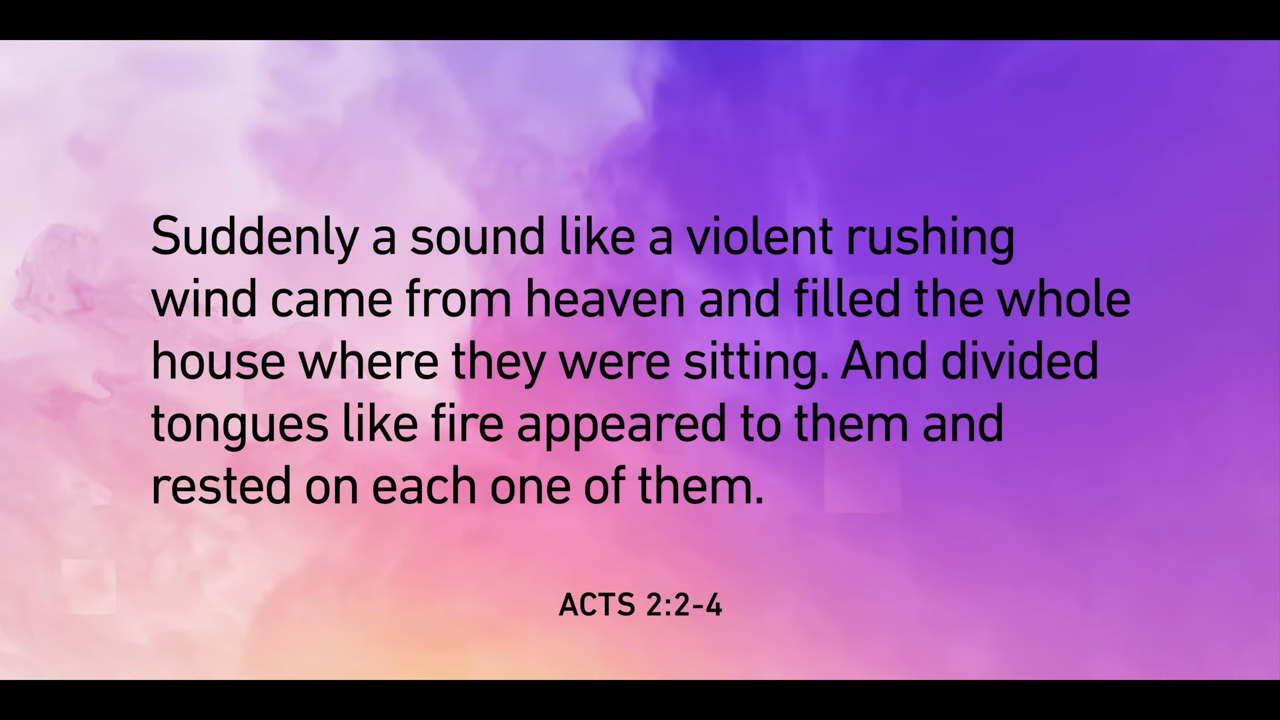 Suddenly a sound like a violent rushing
wind came from heaven and filled the whole
house where they were sitting. And divided
tongues like fire appeared to them and
rested on each one of them.
ACTS 2:2-4